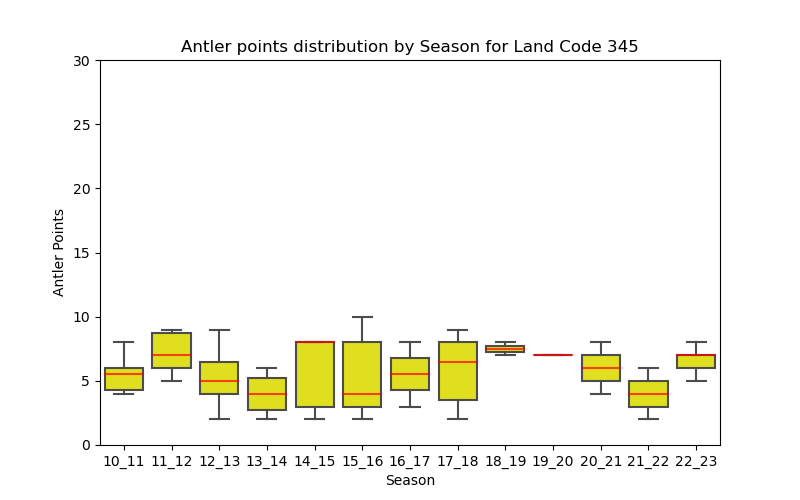 Antler points distribution by Season for Land Code 345
30
25
20
15
10
5
0
Antler Points
10_11 11_12 12_13 13_14 14_15 15_16 16_17 17_18 18_19 19_20 20_21 21_22 22_23
Season